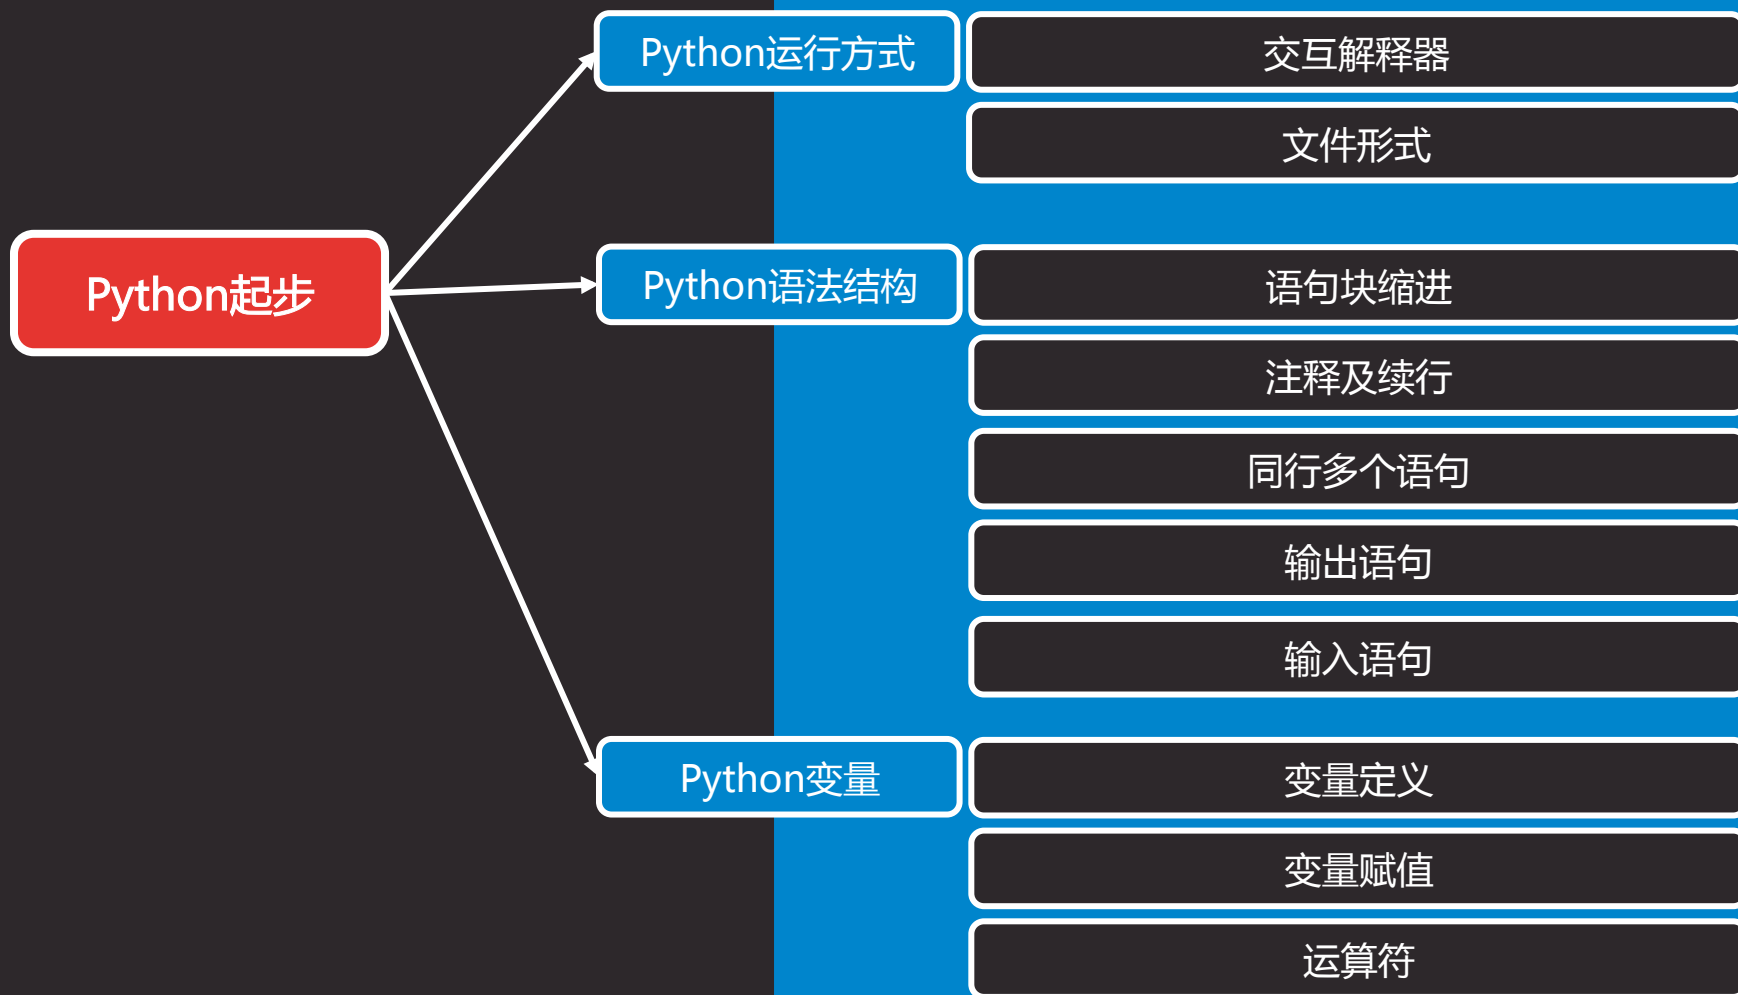 Python起步
Python运行方式
交互解释器
文件形式
Python语法结构
语句块缩进
注释及续行
同行多个语句
输出语句
输入语句
Python变量
变量定义
变量赋值
运算符